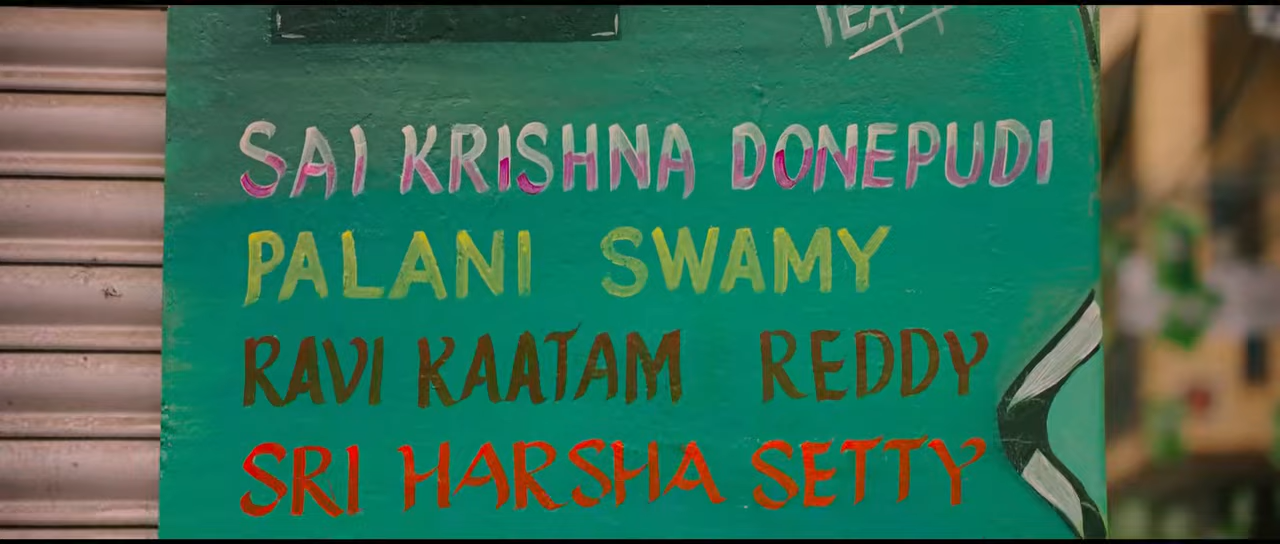 SAI KRISHNA DONEPUDI
PALANI SWAMY
RAVI KAATAM REDDY
SRI HARSHA SETTY